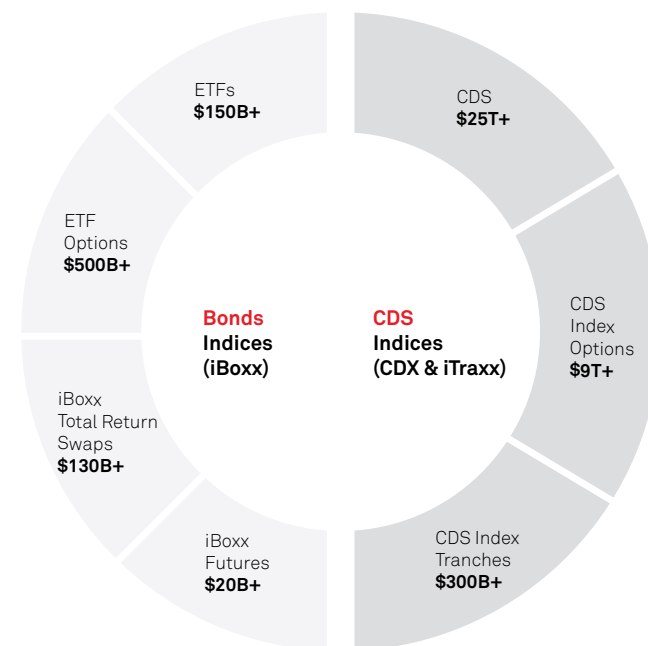 ETFs
$150B+
ETF
Options
$500B+
iBoxx
Total Return
Swaps
$130B+
iBoxx
Futures
$20B+
Bonds
Indices
(iBoxx)
CDS
Indices
(CDX & iTraxx)
CDS
$25T+
CDS
Index
Options
$9T+
CDS Index
Tranches
$300B+